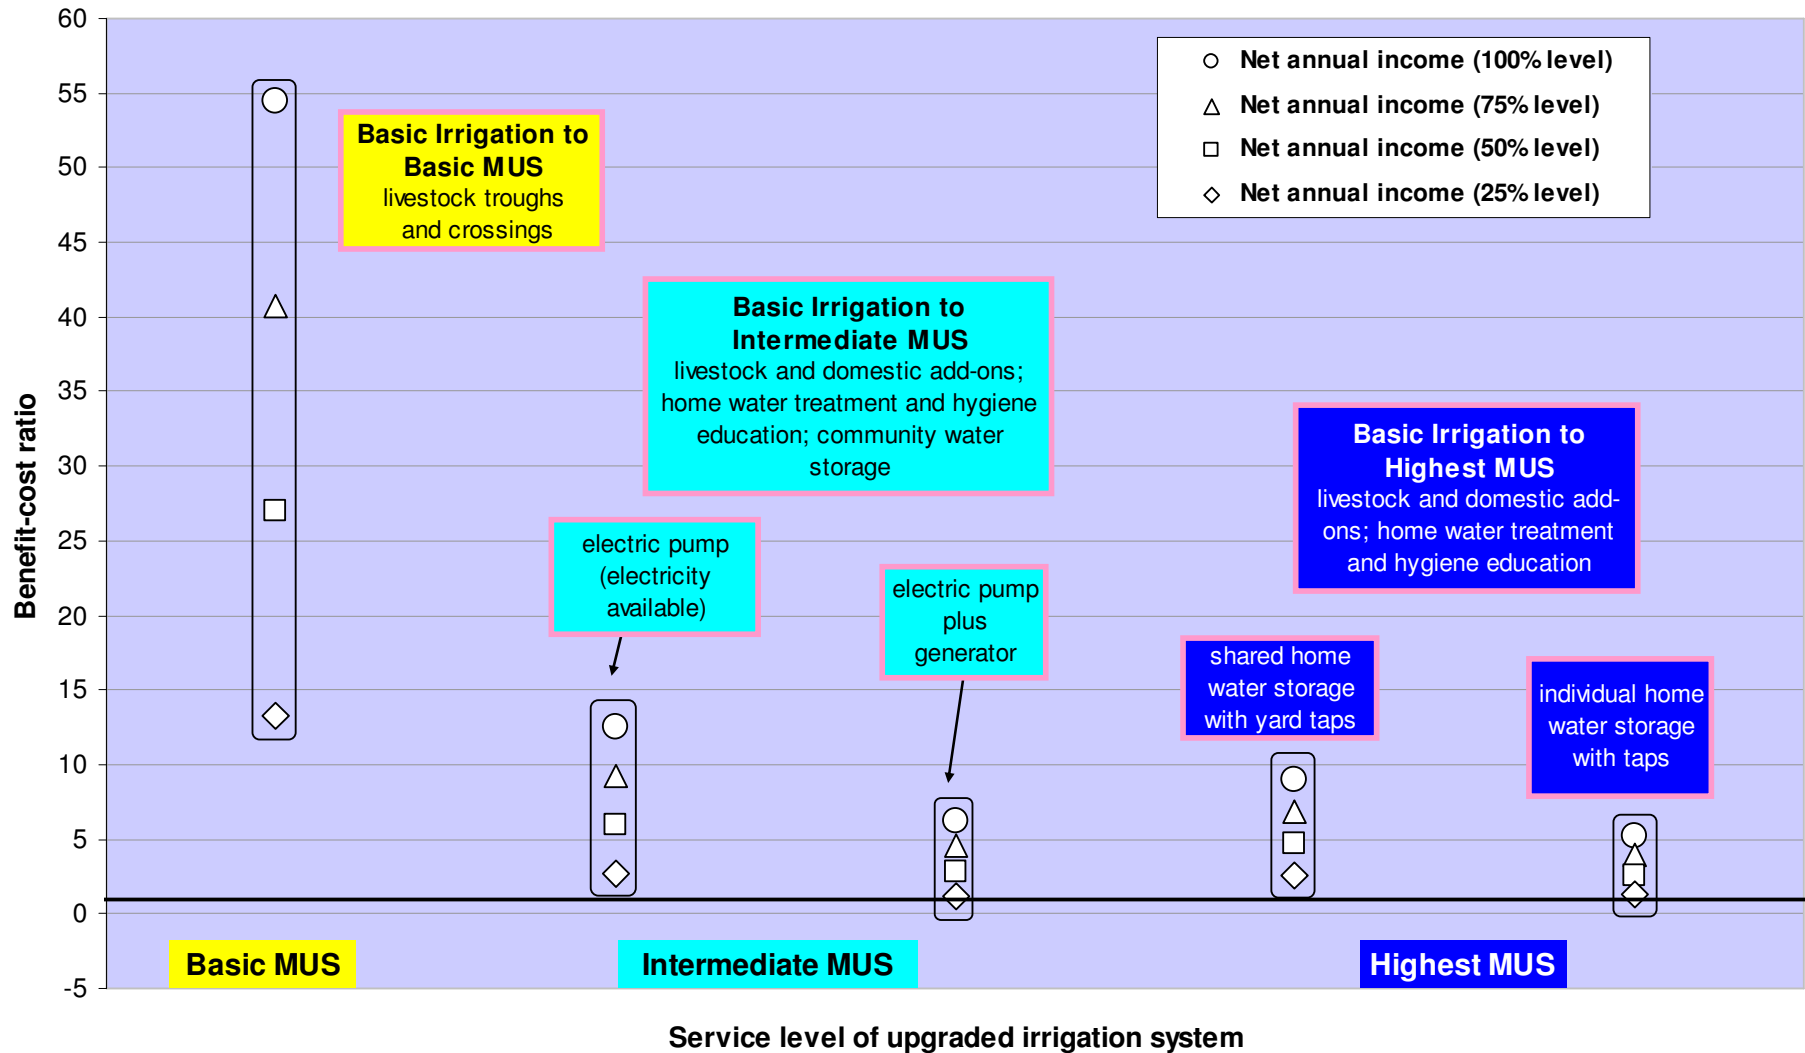 60
55
50
45
40
35
30
25
20
15
10
5
0
-5
Benefit-cost ratio
Net annual income (100% level)
Net annual income (75% level)
Net annual income (50% level)
Net annual income (25% level)
Basic Irrigation to
Basic MUS
livestock troughs
and crossings
Basic Irrigation to
Intermediate MUS
livestock and domestic add-ons;
home water treatment and hygiene
education; community water
storage
Basic Irrigation to
Highest MUS
livestock and domestic add-
ons; home water treatment
and hygiene education
electric pump
(electricity
available)
electric pump
plus
generator
shared home
water storage
with yard taps
individual home
water storage
with taps
Basic MUS
Intermediate MUS
Highest MUS
Service level of upgraded irrigation system